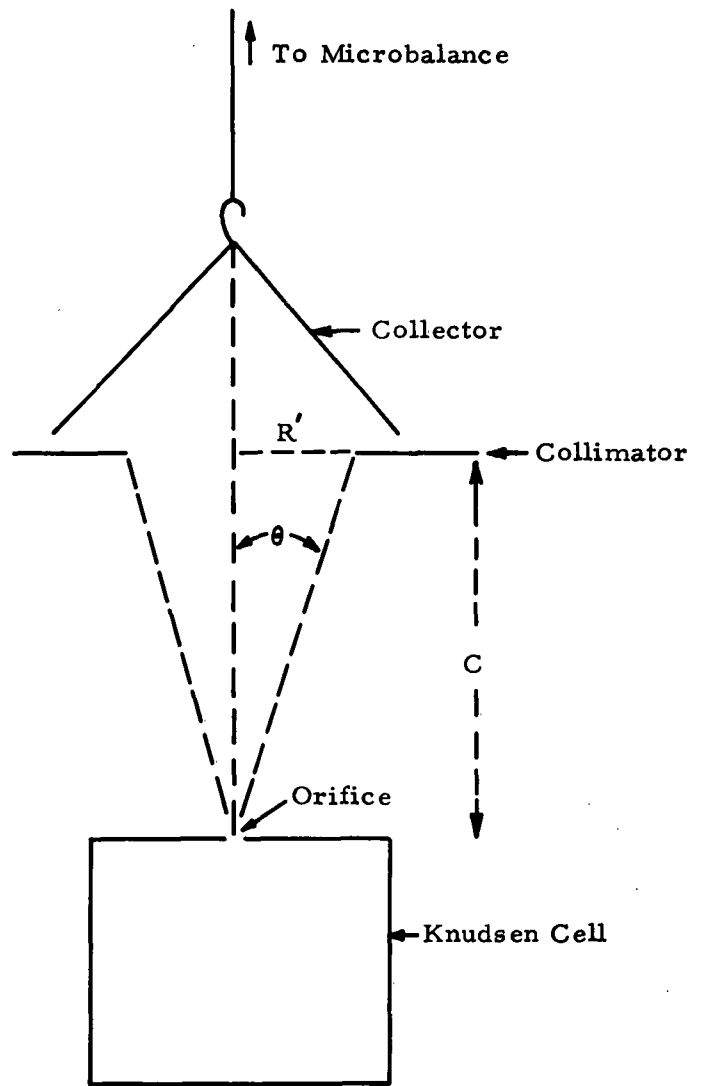 To Microbalance
Collector
R'
Collimator
θ
C
Orifice
Knudsen Cell